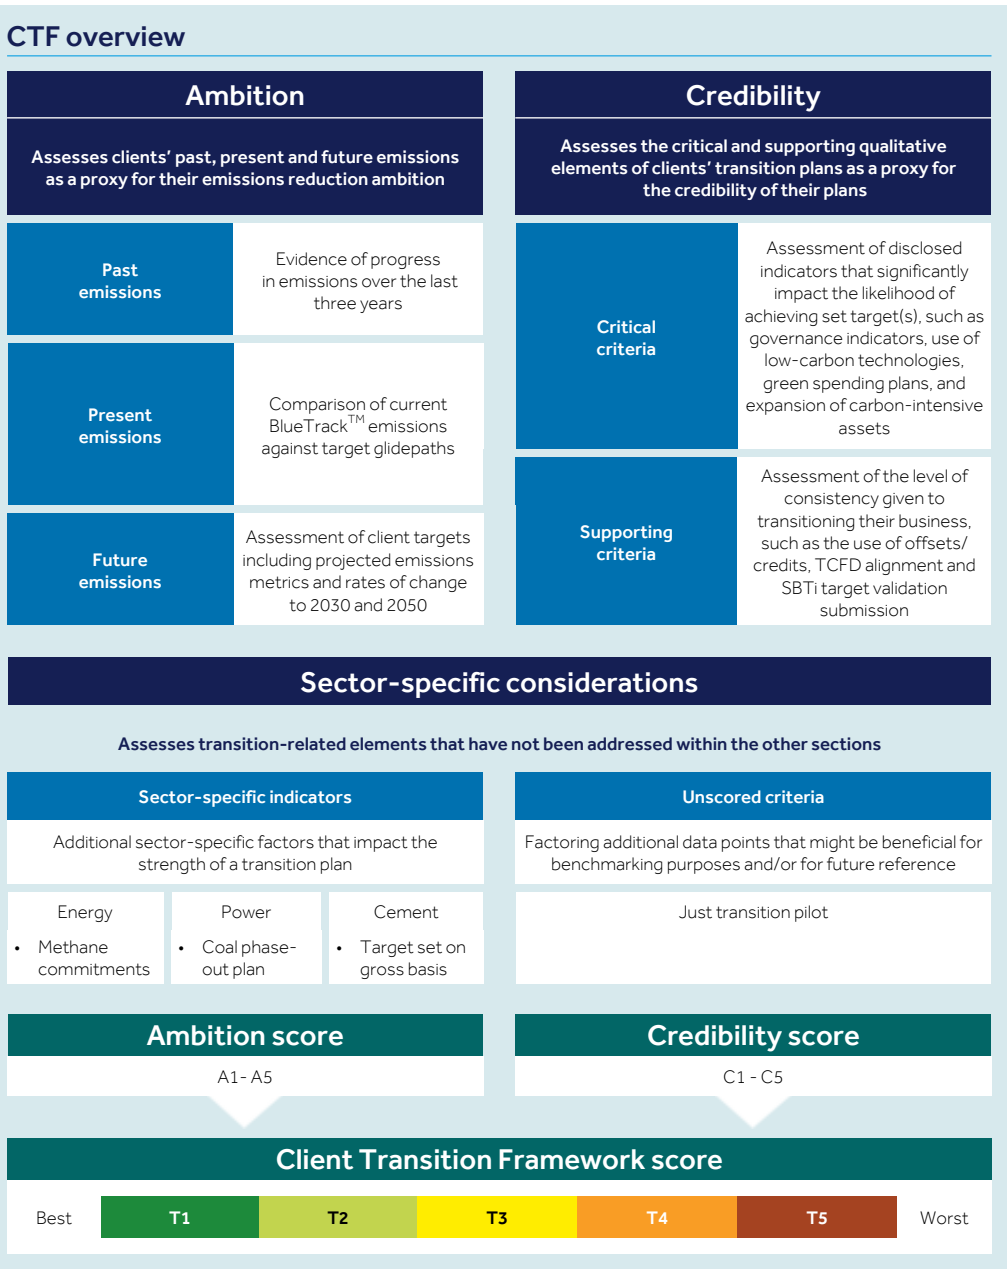 CTF overview
Ambition
Assesses clients’ past, present and future emissions
as a proxy for their emissions reduction ambition
Past
emissions
Evidence of progress
in emissions over the last
three years
Present
emissions
Comparison of current
BlueTrack™ emissions
against target glidepaths
Future
emissions
Assessment of client targets
including projected emissions
metrics and rates of change
to 2030 and 2050
Credibility
Assesses the critical and supporting qualitative
elements of clients’ transition plans as a proxy for
the credibility of their plans
Critical
criteria
Assessment of disclosed
indicators that significantly
impact the likelihood of
achieving set target(s), such as
governance indicators, use of
low-carbon technologies,
green spending plans, and
expansion of carbon-intensive
assets
Supporting
criteria
Assessment of the level of
consistency given to
transitioning their business,
such as the use of offsets/
credits, TCFD alignment and
SBTi target validation
submission
Sector-specific considerations
Assesses transition-related elements that have not been addressed within the other sections
Sector-specific indicators
Additional sector-specific factors that impact the
strength of a transition plan
Energy
• Methane
commitments
Power
• Coal phase-
out plan
Cement
• Target set on
gross basis
Unscored criteria
Factoring additional data points that might be beneficial for
benchmarking purposes and/or for future reference
Just transition pilot
Ambition score
A1- A5
Credibility score
C1 - C5
Client Transition Framework score
Best T1 T2 T3 T4 T5 Worst